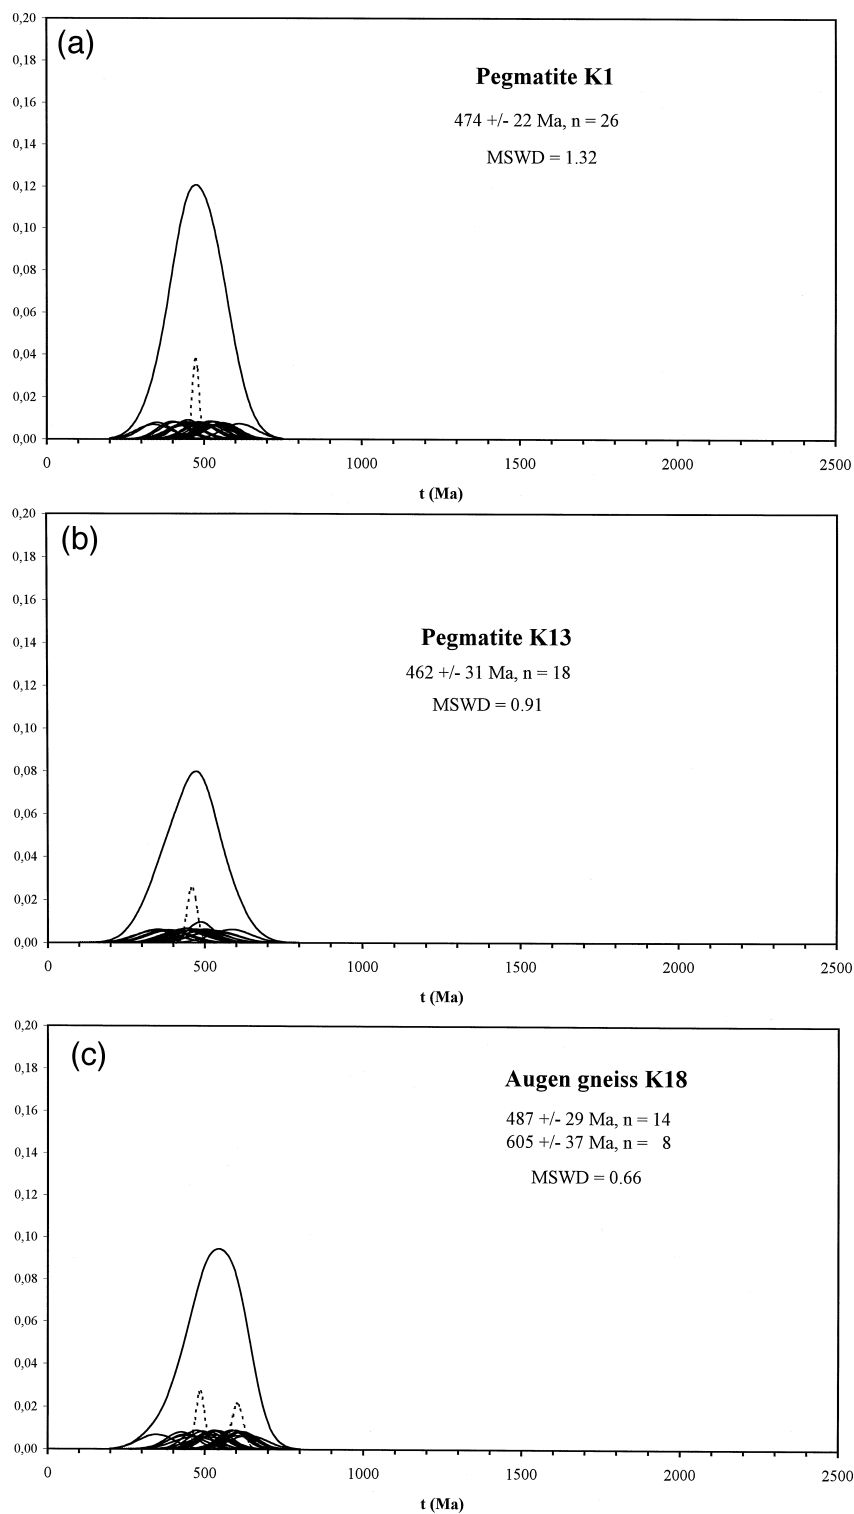 (a)
Pegmatite K1
474 +/- 22 Ma, n = 26
MSWD = 1.32
0,20
0,18
0,16
0,14
0,12
0,10
0,08
0,06
0,04
0,02
0,00
0 500 1000 1500 2000 2500
t (Ma)
(b)
Pegmatite K13
462 +/- 31 Ma, n = 18
MSWD = 0.91
0,20
0,18
0,16
0,14
0,12
0,10
0,08
0,06
0,04
0,02
0,00
0 500 1000 1500 2000 2500
t (Ma)
(c)
Augen gneiss K18
487 +/- 29 Ma, n = 14
605 +/- 37 Ma, n = 8
MSWD = 0.66
0,20
0,18
0,16
0,14
0,12
0,10
0,08
0,06
0,04
0,02
0,00
0 500 1000 1500 2000 2500
t (Ma)